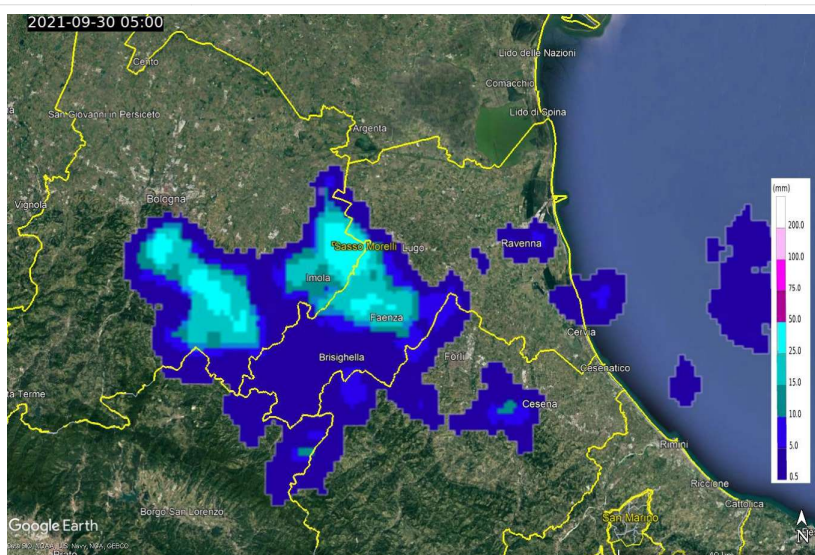 2021-09-30 05:00
Lido delle Nazioni
Cento
Comacchio
San Giovanni in Persiceto
Lido di Spina
Argenta
(mm)
Bologna
Vignola
200.0
Sasso Morelli
Lugo
Ravenna
100.0
Imola
75.0
50.0
Faenza
Cervia
25.0
Brisighella
Forlì
Cesenatico
15.0
Terme
Cesena
10.0
5.0
Rimini
0.5
Riccione
Cattolica
Borgo San Lorenzo
San Marino
Google Earth
N
Prato